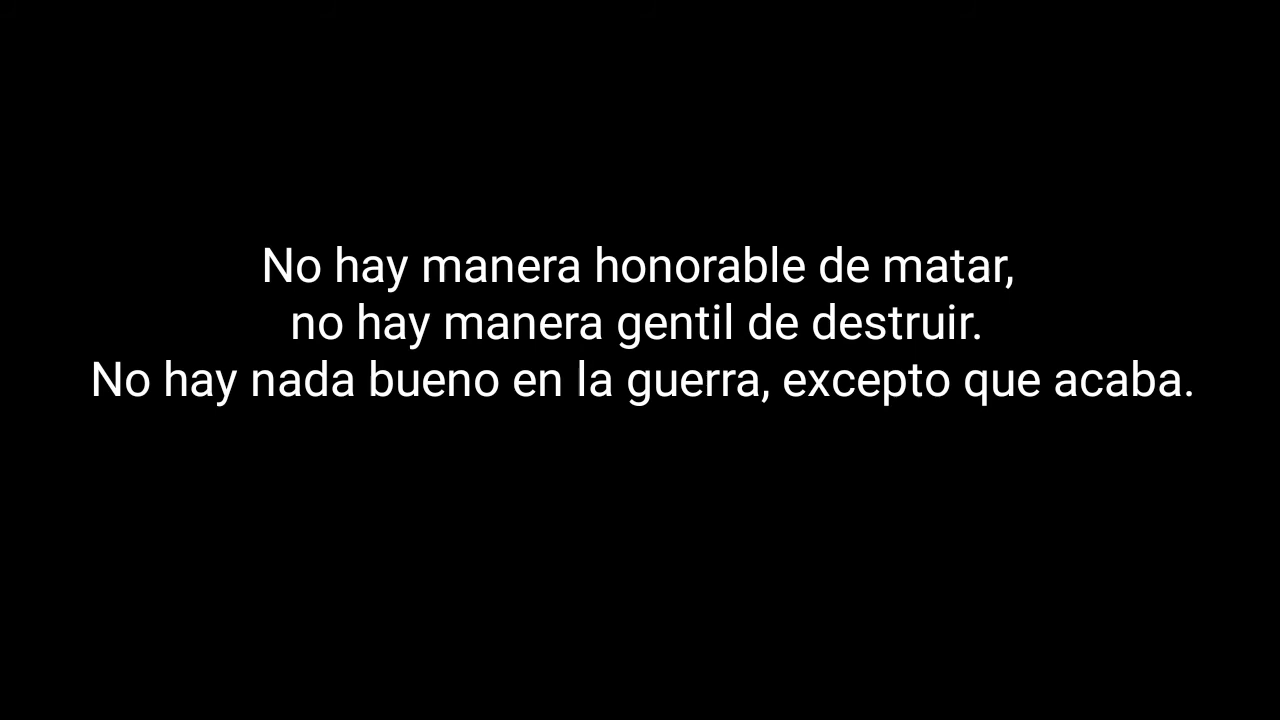 No hay manera honorable de matar,
no hay manera gentil de destruir.
No hay nada bueno en la guerra, excepto que acaba.